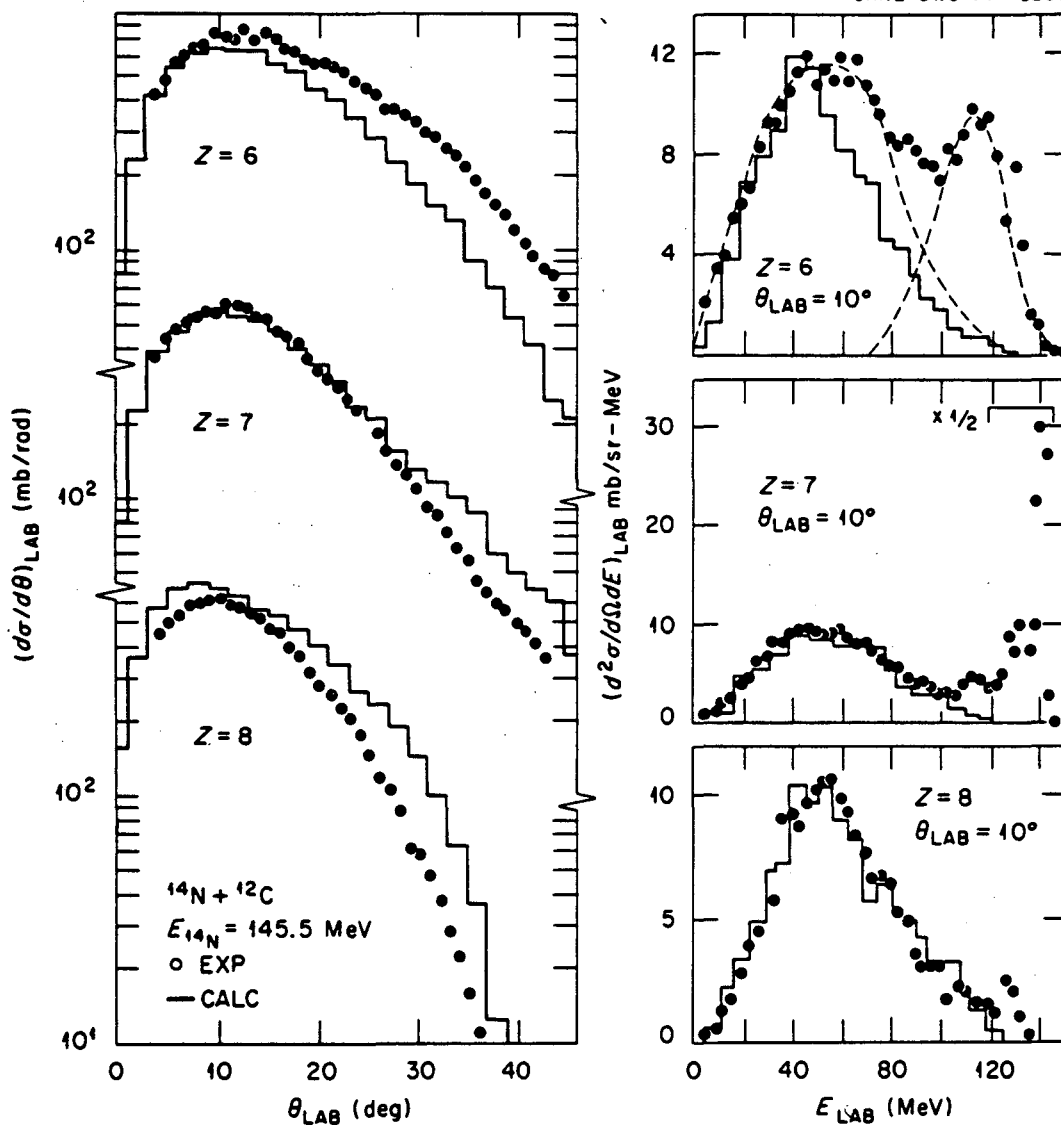 Z = 6
10²
Z = 7
10²
Z = 8
10²
¹⁴N + ¹²C
E₁₄N = 145.5 MeV
○ EXP
— CALC
10¹
0 10 20 30 40
θLAB (deg)
(dσ/dθ)LAB (mb/rad)
12
8
4
Z = 6
θLAB = 10°
(d²σ/dΩdE)LAB mb/sr-MeV
30
20
10
0
x 1/2
Z = 7
θLAB = 10°
10
5
0
Z = 8
θLAB = 10°
0 40 80 120
ELAB (MeV)